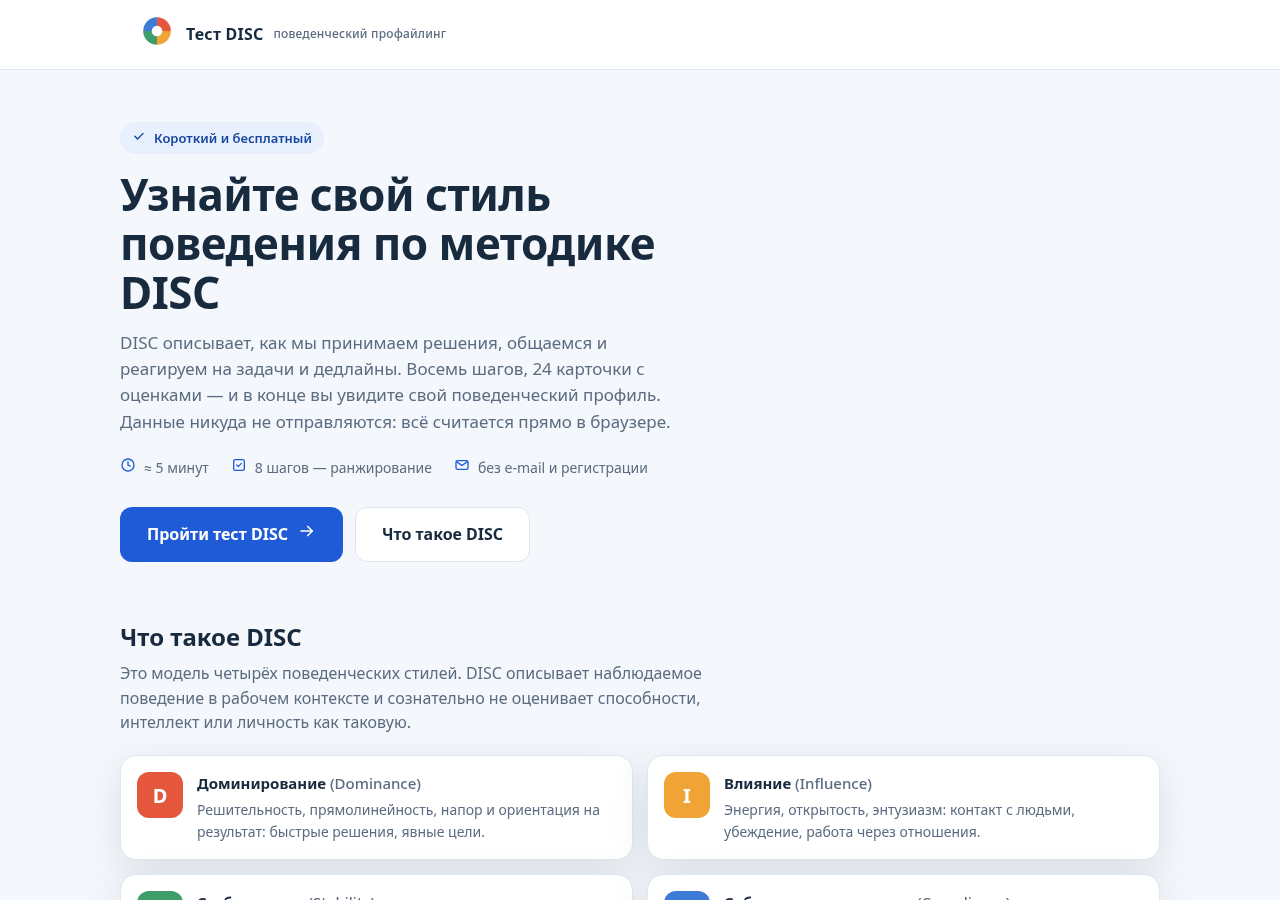 Тест DISC поведенческий профайлинг
Короткий и бесплатный
Узнайте свой стиль
поведения по методике
DISC
DISC описывает, как мы принимаем решения, общаемся и
реагируем на задачи и дедлайны. Восемь шагов, 24 карточки с
оценками — и в конце вы увидите свой поведенческий профиль.
Данные никуда не отправляются: всё считается прямо в браузере.
≈ 5 минут
8 шагов — ранжирование
без e-mail и регистрации
Пройти тест DISC
Что такое DISC
Что такое DISC
Это модель четырёх поведенческих стилей. DISC описывает наблюдаемое
поведение в рабочем контексте и сознательно не оценивает способности,
интеллект или личность как таковую.
D
Доминирование (Dominance)
Решительность, прямолинейность, напор и ориентация на
результат: быстрые решения, явные цели.
I
Влияние (Influence)
Энергия, открытость, энтузиазм: контакт с людьми,
убеждение, работа через отношения.